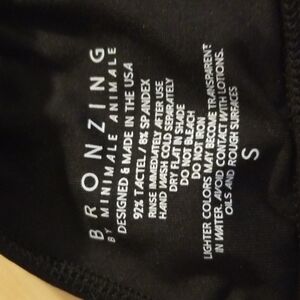 BRONZING
BY MINIMALE ANIMALE
DESIGNED & MADE IN THE USA
92% TACTEL / 8% SPANDEX
RINSE IMMEDIATELY AFTER USE
HAND WASH COLD SEPARATELY
DRY FLAT IN SHADE
DO NOT BLEACH
DO NOT IRON
LIGHTER COLORS MAY BECOME TRANSPARENT
IN WATER. AVOID CONTACT WITH LOTIONS,
OILS AND ROUGH SURFACES
S